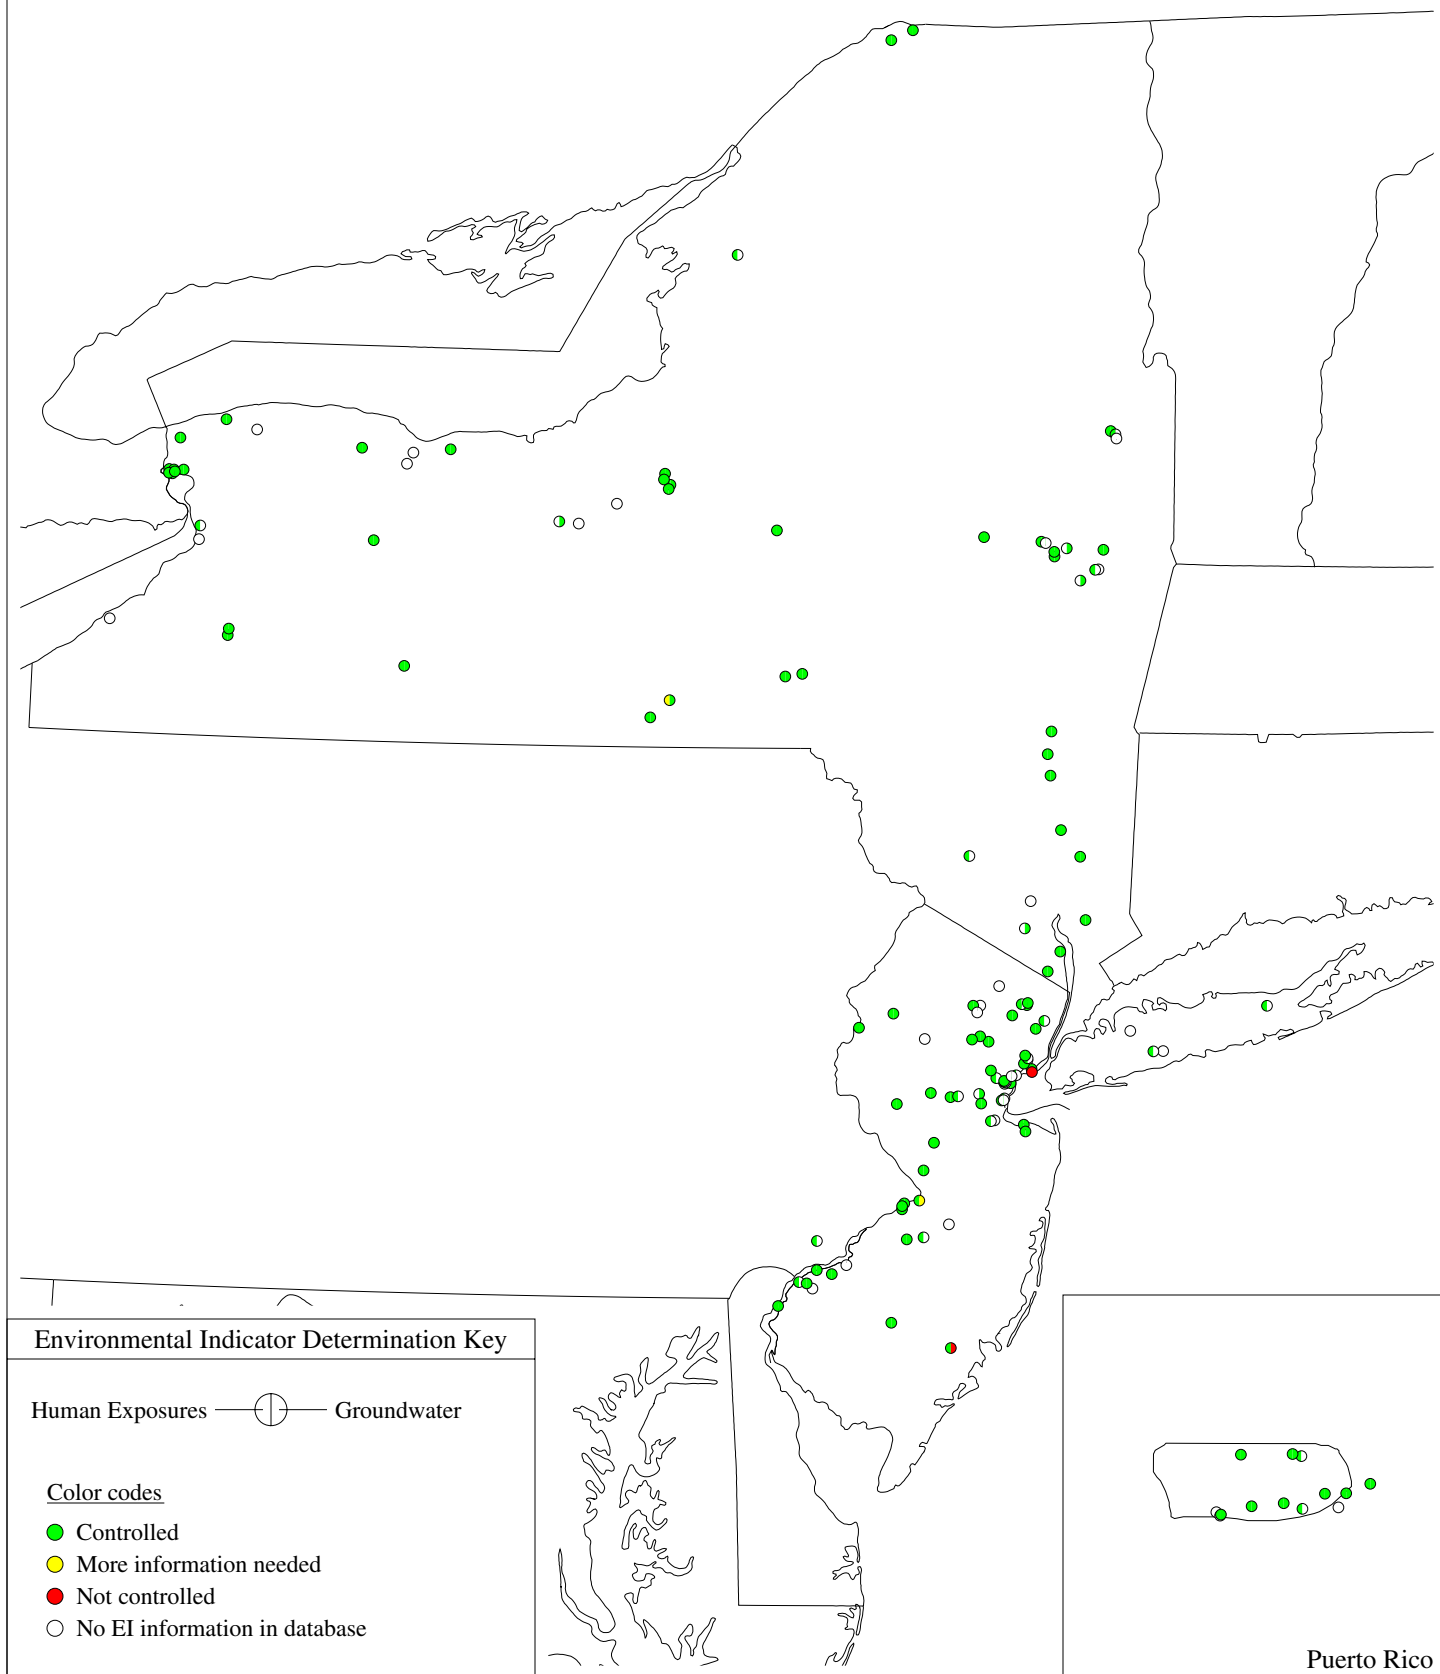 Environmental Indicator Determination Key
Human Exposures
Groundwater
Color codes
Controlled
More information needed
Not controlled
No EI information in database
Puerto Rico